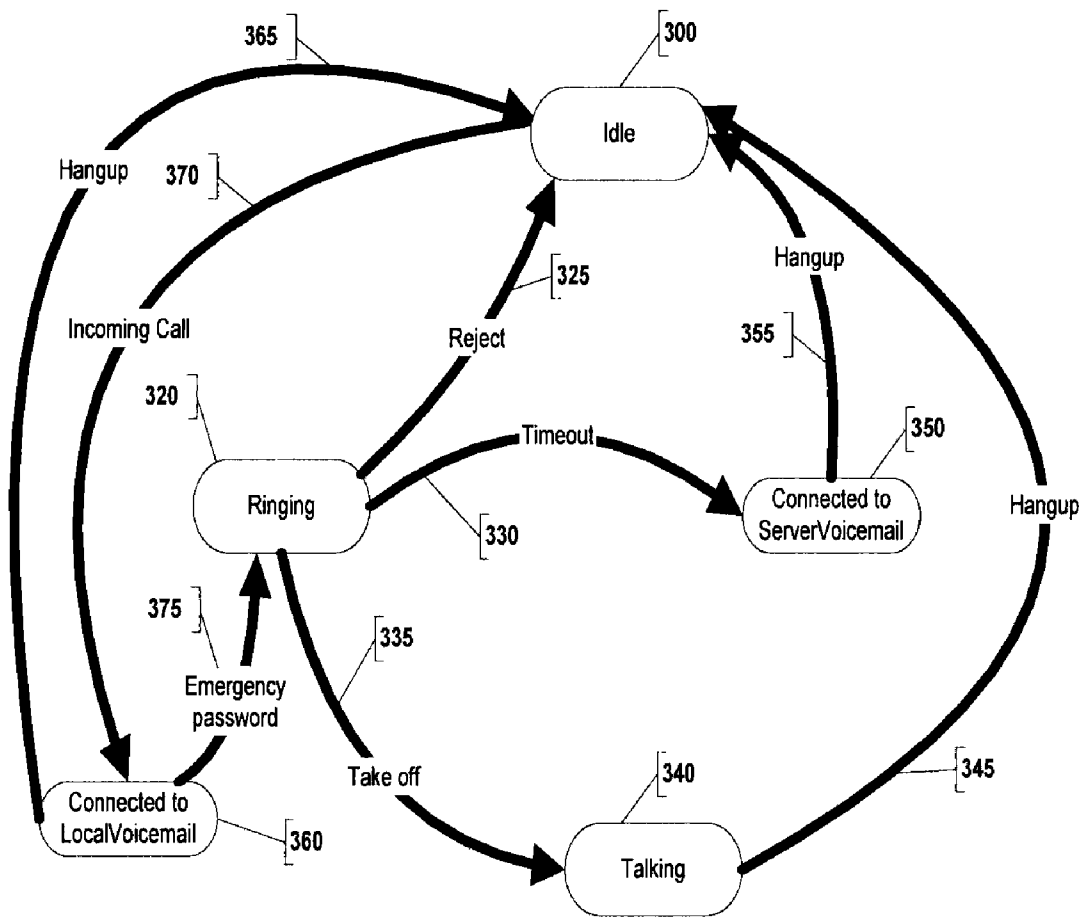 365
300
Idle
Hangup
370
Hangup
325
Incoming Call
Reject
355
320
Timeout
350
Ringing
Connected to
ServerVoicemail
Hangup
330
375
335
Emergency
password
Take off
340
345
Connected to
LocalVoicemail
360
Talking